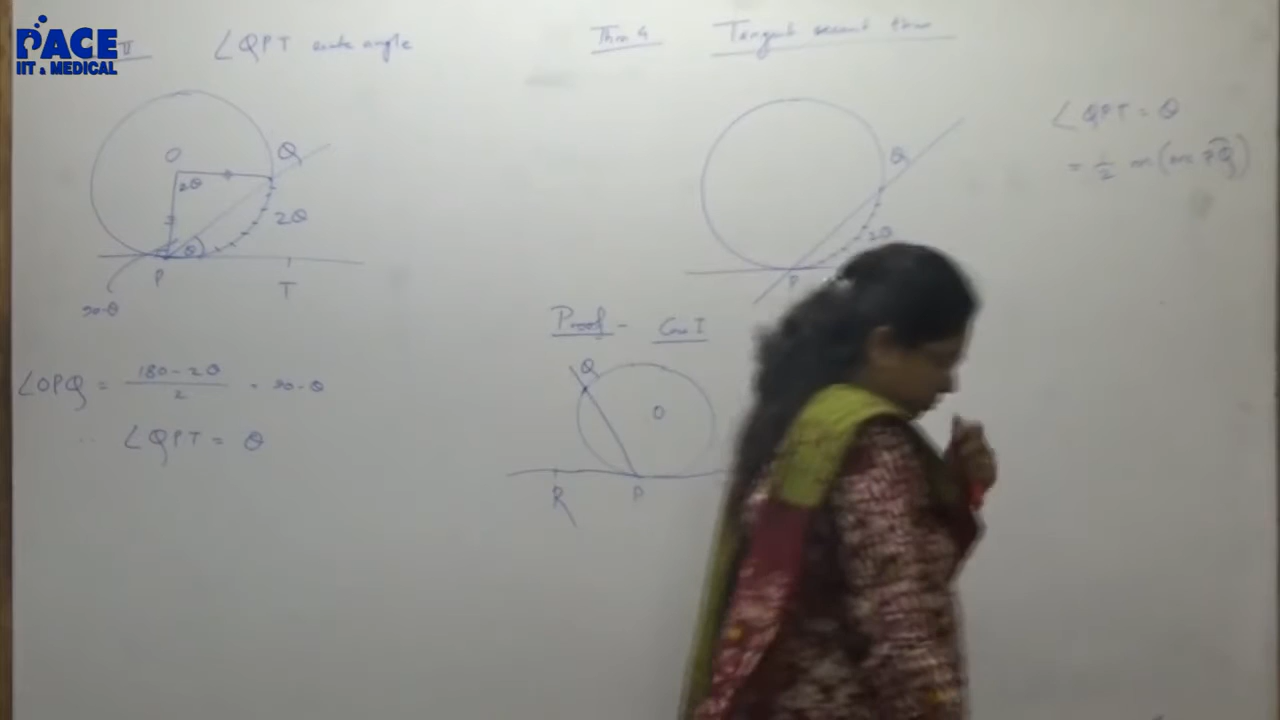 PACE
IIT & MEDICAL
II ∠QPT acute angle
O
Q
2θ
2θ
θ
P
T
90-θ
∠OPQ = 180-2θ / 2 = 90-θ
∴ ∠QPT = θ
Thm 4 Tangent secant thm
Q
2θ
P
∠QPT = θ
= 1/2 m(arc PQ)
Proof - Case I
Q
O
R
P